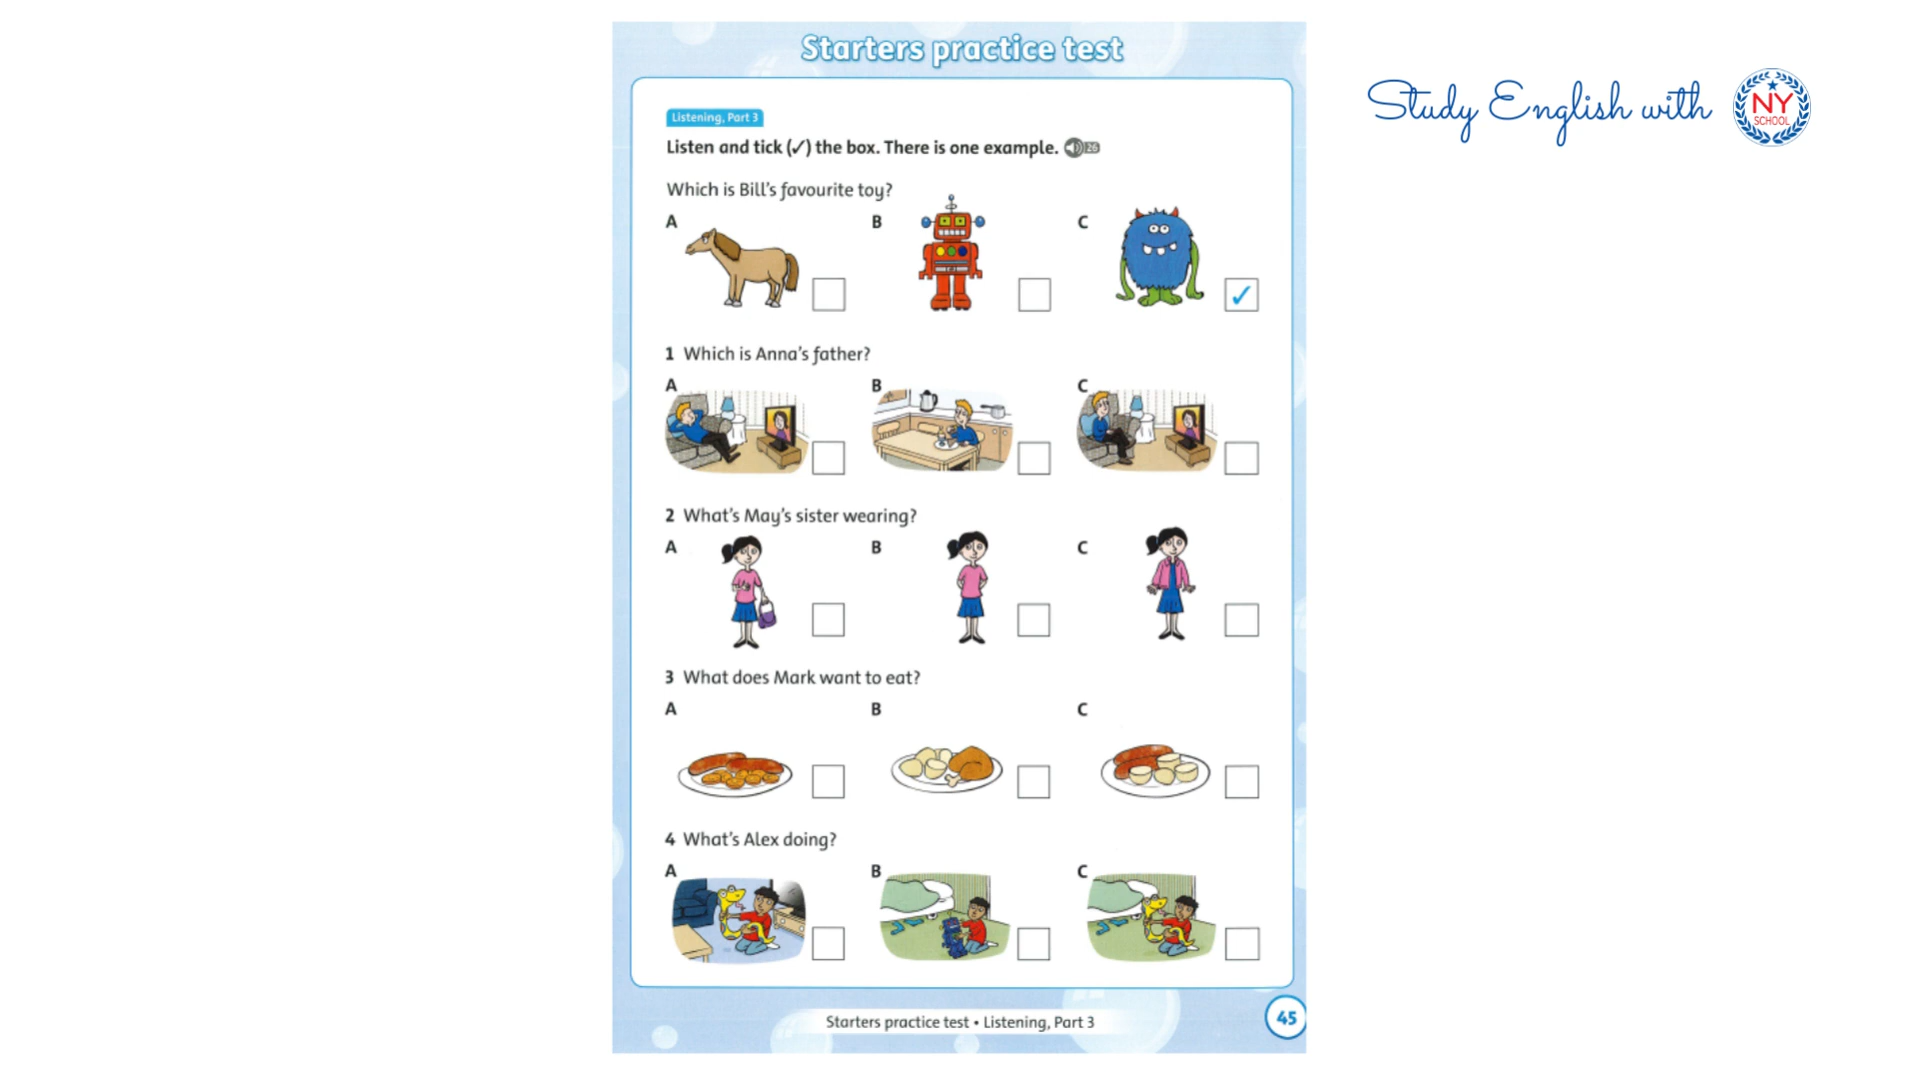 Starters practice test
Study English with
NY
SCHOOL
Listening, Part 3
Listen and tick (✓) the box. There is one example. 26
Which is Bill's favourite toy?
A B C
✓
1 Which is Anna's father?
A B C
2 What's May's sister wearing?
A B C
3 What does Mark want to eat?
A B C
4 What's Alex doing?
A B C
Starters practice test • Listening, Part 3
45